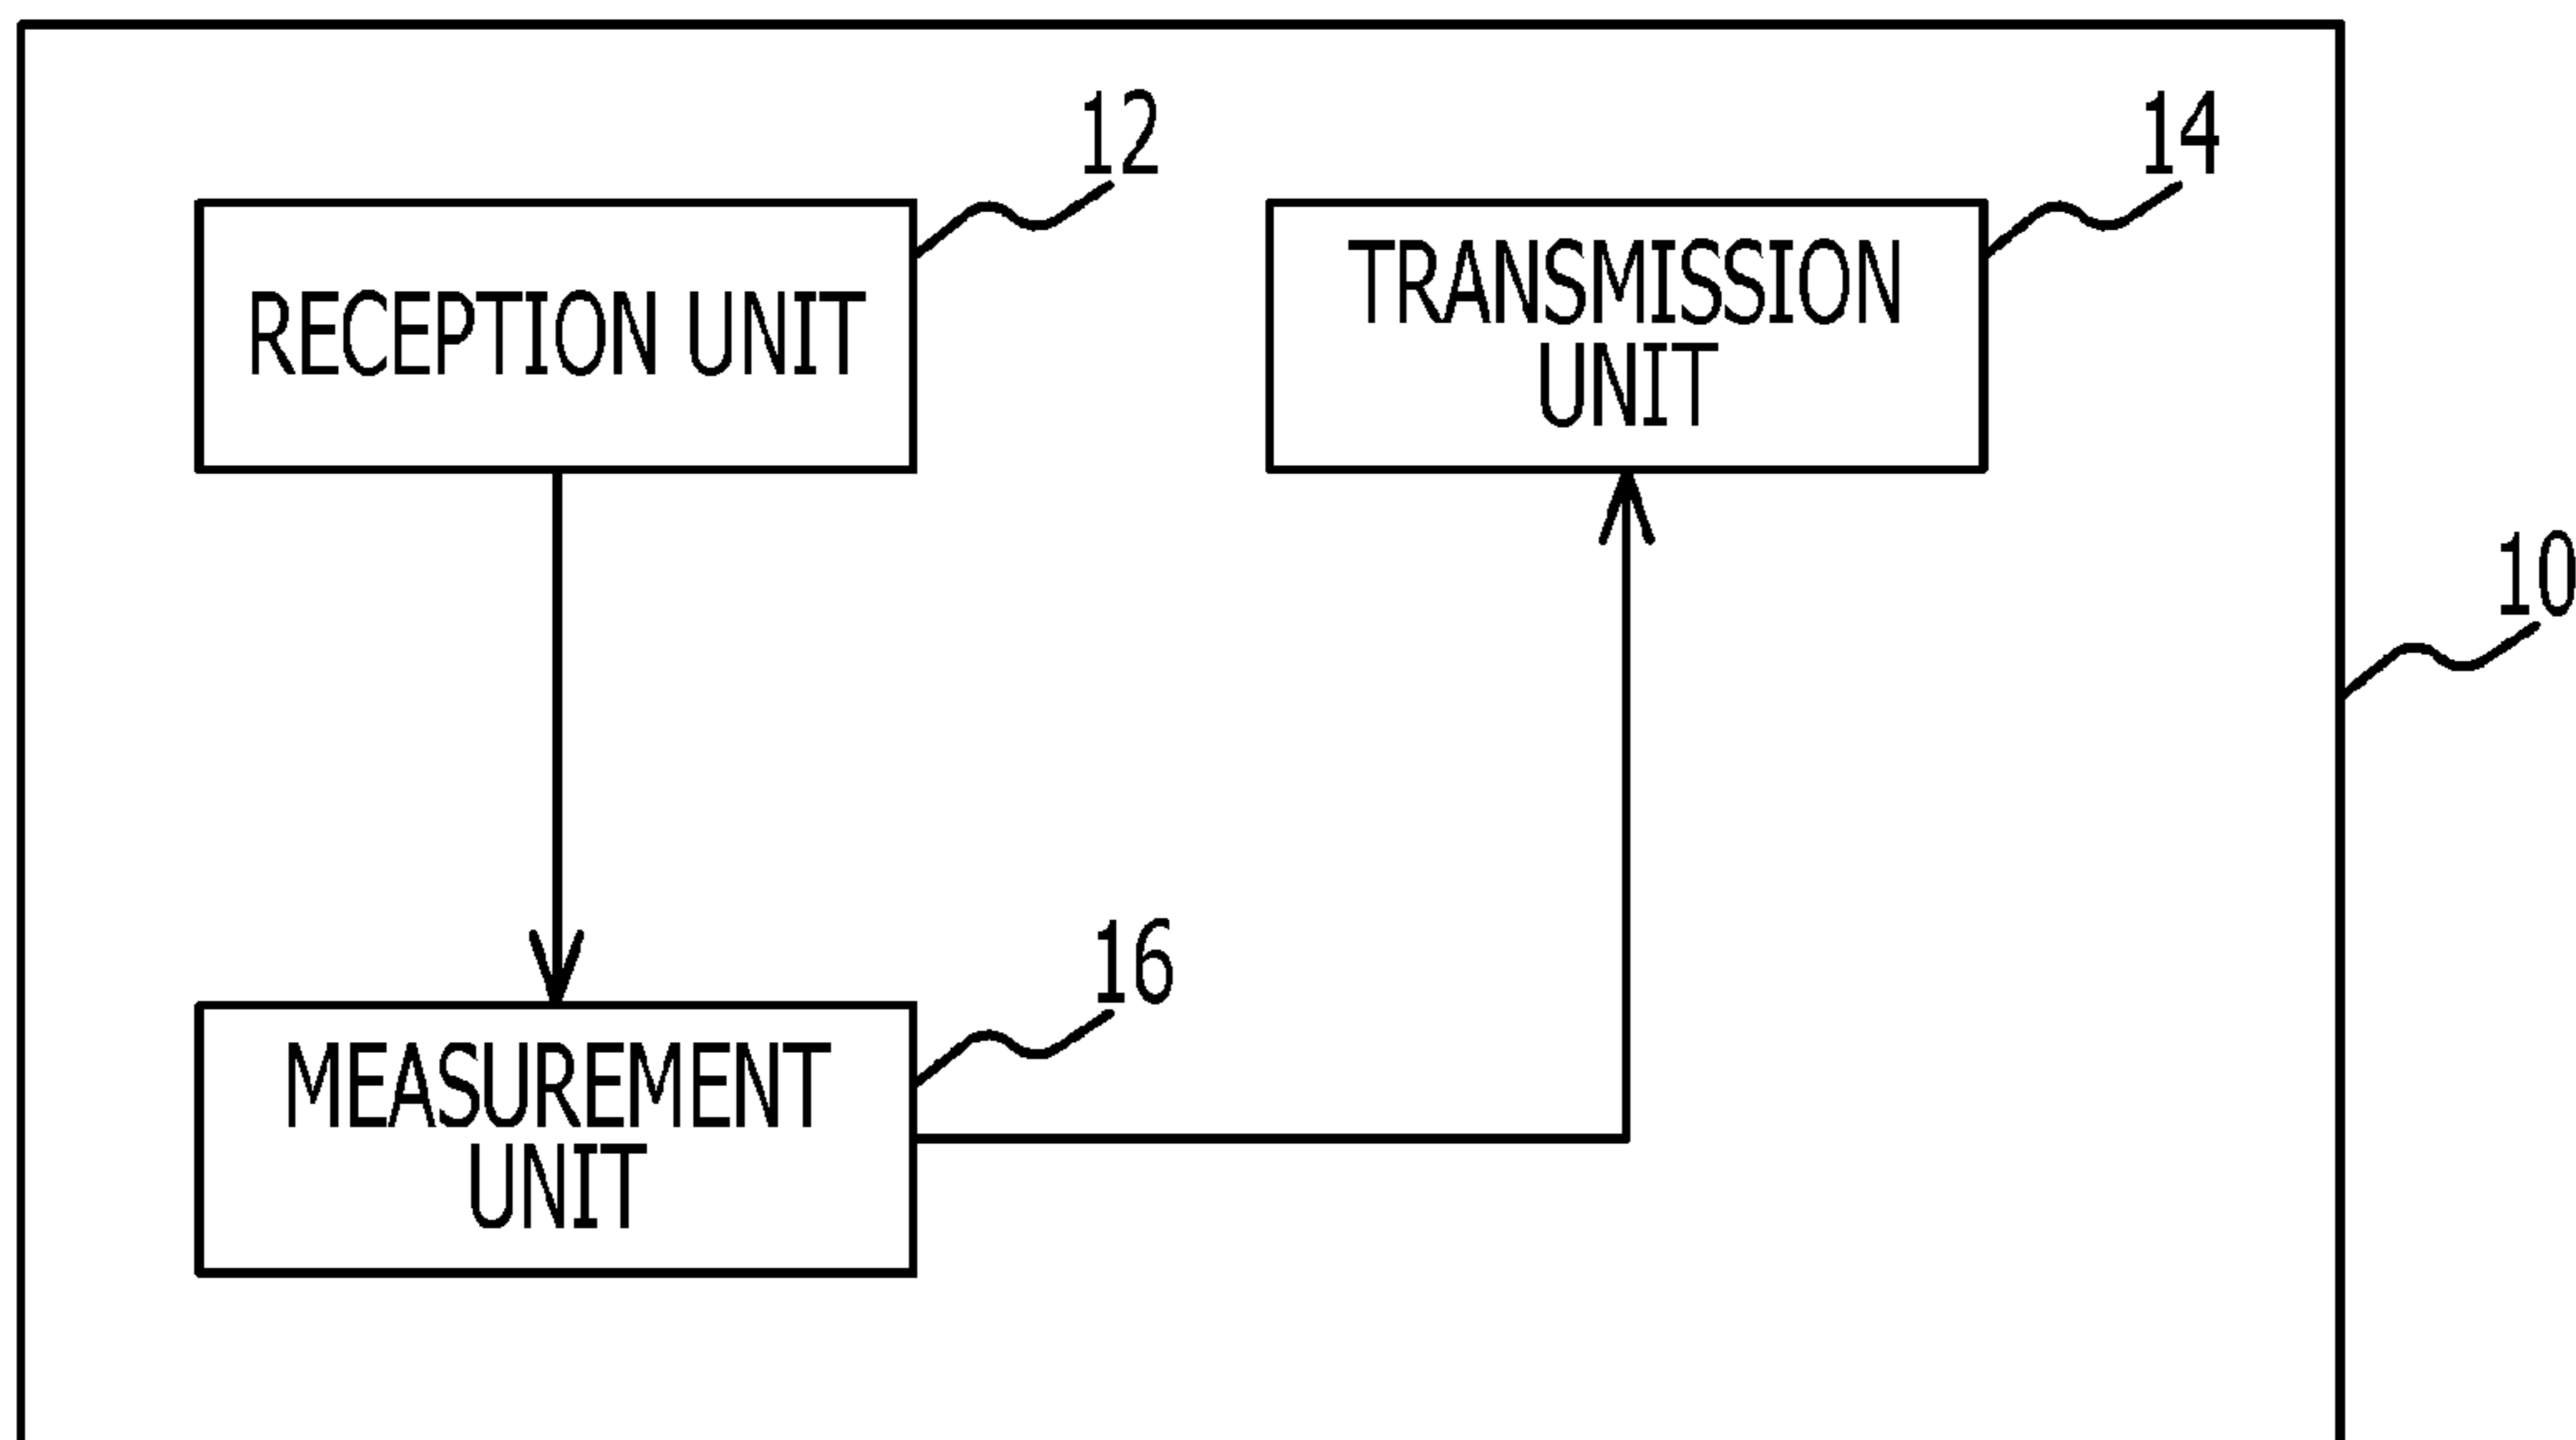 12
14
RECEPTION UNIT
TRANSMISSION
UNIT
10
16
MEASUREMENT
UNIT